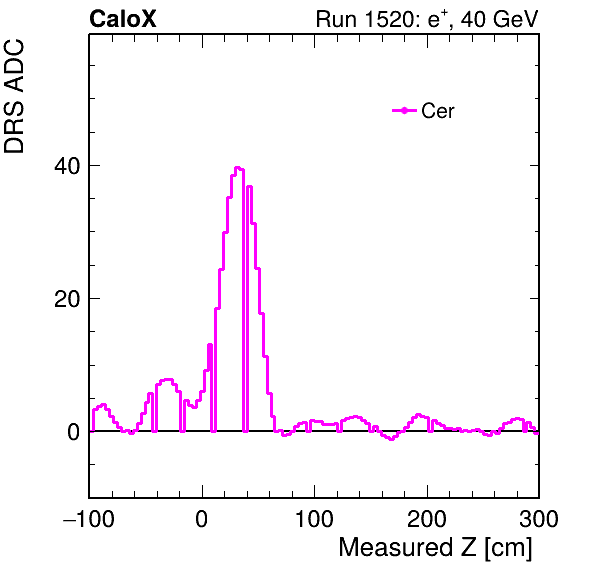 CaloX Run 1520: e⁺, 40 GeV
DRS ADC
Cer
40
20
0
−100 0 100 200 300
Measured Z [cm]